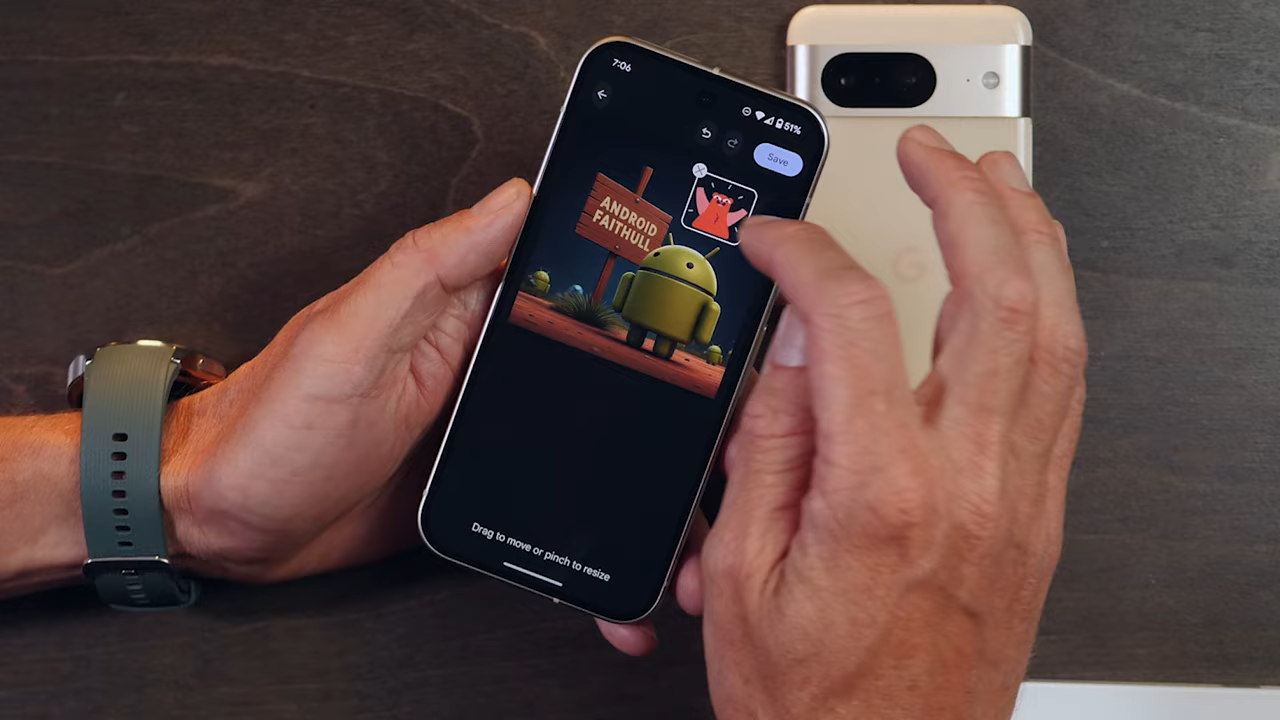 7:06
51%
Save
ANDROID
FAITHULL
Drag to move or pinch to resize
G